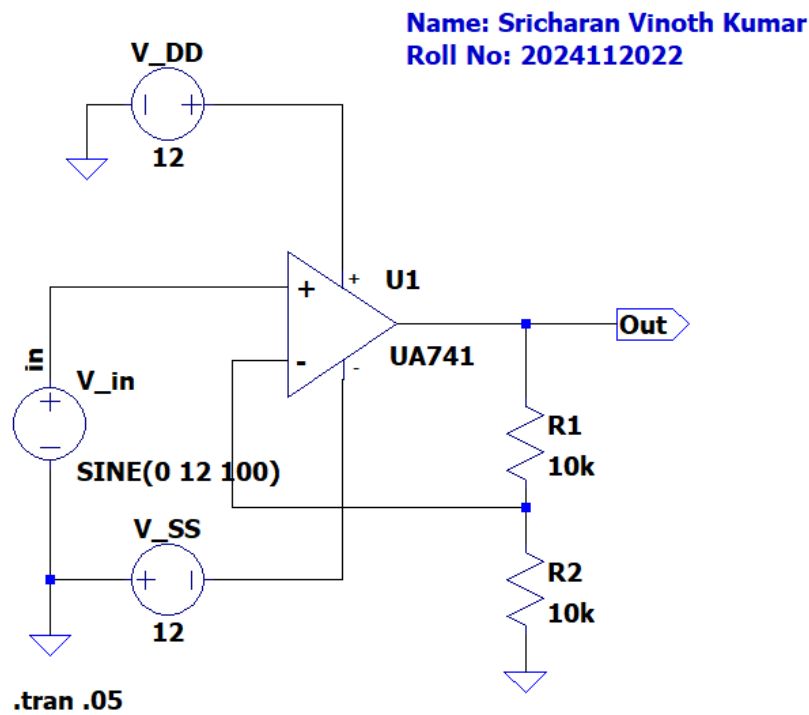 Name: Sricharan Vinoth Kumar
Roll No: 2024112022
V_DD
12
+
U1
+
-
UA741
-
Out
in
V_in
SINE(0 12 100)
R1
10k
V_SS
12
R2
10k
.tran .05